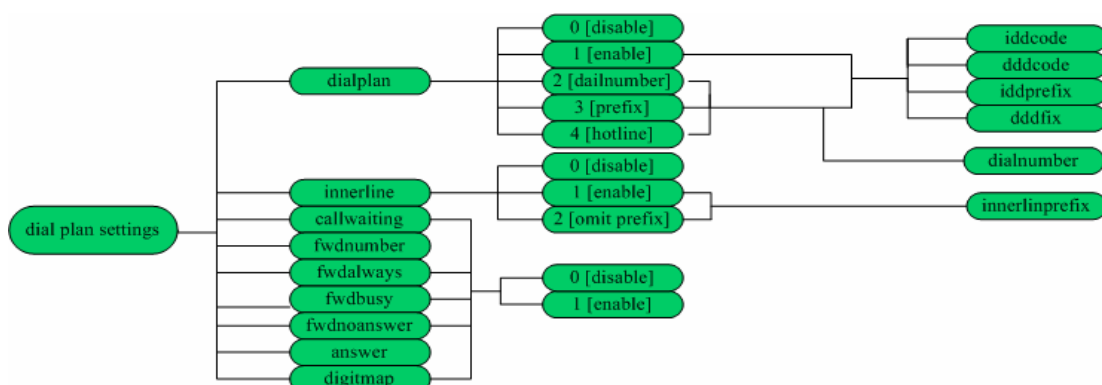 dial plan settings
dialplan
innerline
callwaiting
fwdnumber
fwdalways
fwdbusy
fwdnoanswer
answer
digitmap
0 [disable]
1 [enable]
2 [dailnumber]
3 [prefix]
4 [hotline]
0 [disable]
1 [enable]
2 [omit prefix]
0 [disable]
1 [enable]
iddcode
dddcode
iddprefix
dddfix
dialnumber
innerlinprefix